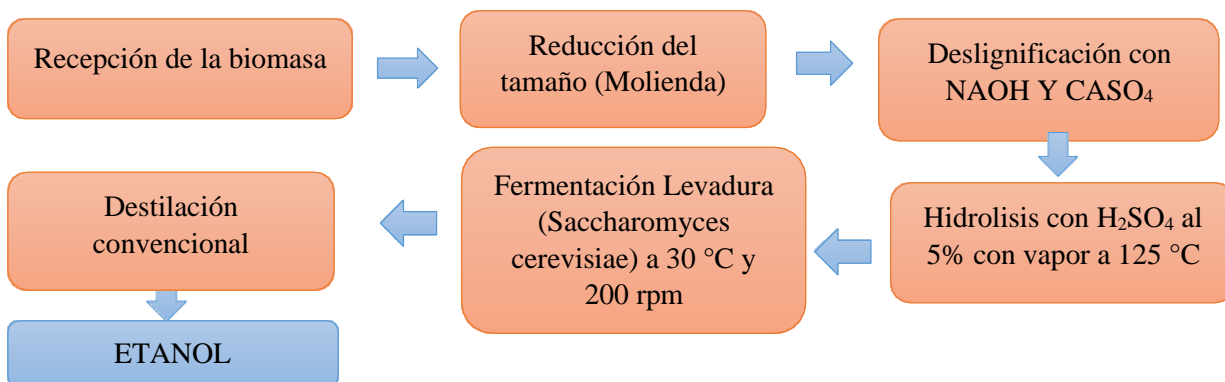 Recepción de la biomasa
Reducción del
tamaño (Molienda)
Deslignificación con
NAOH Y CASO₄
Hidrolisis con H₂SO₄ al
5% con vapor a 125 °C
Fermentación Levadura
(Saccharomyces
cerevisiae) a 30 °C y
200 rpm
Destilación
convencional
ETANOL